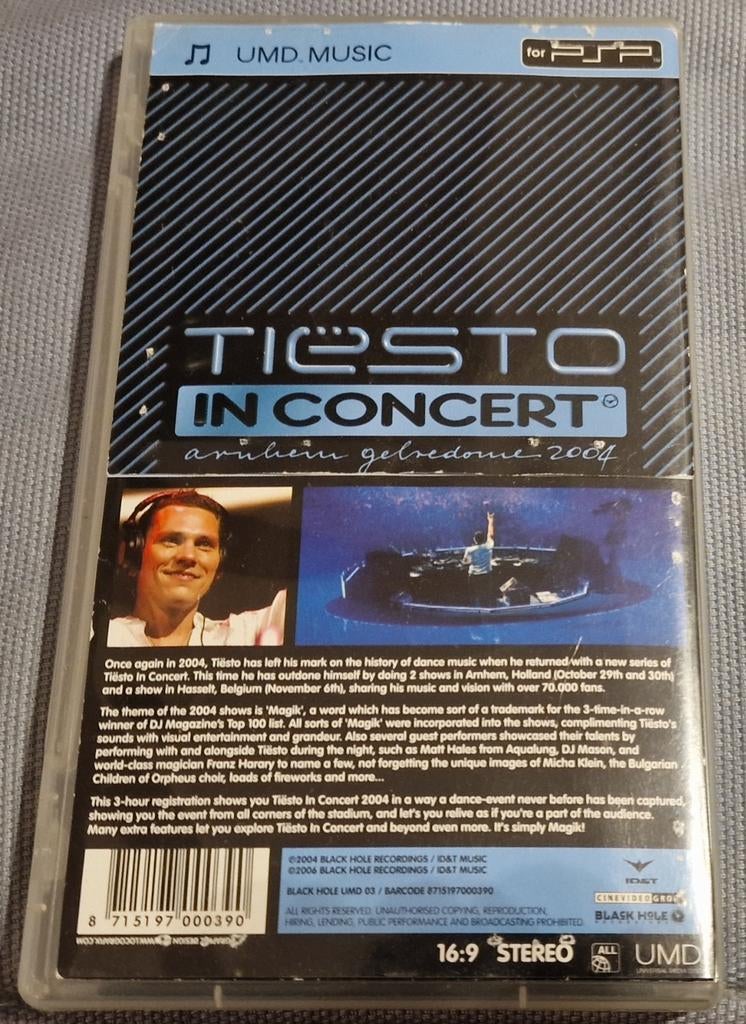 UMD™ MUSIC
for PSP™
TIËSTO
IN CONCERT
arnhem gelredome 2004
Once again in 2004, Tiësto has left his mark on the history of dance music when he returned with a new series of
Tiësto In Concert. This time he has outdone himself by doing 2 shows in Arnhem, Holland (October 29th and 30th)
and a show in Hasselt, Belgium (November 6th), sharing his music and vision with over 70.000 fans.
The theme of the 2004 shows is 'Magik', a word which has become sort of a trademark for the 3-time-in-a-row
winner of DJ Magazine's Top 100 list. All sorts of 'Magik' were incorporated into the shows, complimenting Tiësto's
sounds with visual entertainment and grandeur. Also several guest performers showcased their talents by
performing with and alongside Tiësto during the night, such as Matt Hales from Aqualung, DJ Mason, and
world-class magician Franz Harary to name a few, not forgetting the unique images of Micha Klein, the Bulgarian
Children of Orpheus choir, loads of fireworks and more...
This 3-hour registration shows you Tiësto In Concert 2004 in a way a dance-event never before has been captured,
showing you the event from all corners of the stadium, and let's you relive as if you're a part of the audience.
Many extra features let you explore Tiësto In Concert and beyond even more. It's simply Magik!
8 715197 000390
℗2004 BLACK HOLE RECORDINGS / ID&T MUSIC
©2006 BLACK HOLE RECORDINGS / ID&T MUSIC
BLACK HOLE UMD 03 / BARCODE 8715197000390
ALL RIGHTS RESERVED. UNAUTHORISED COPYING, REPRODUCTION,
HIRING, LENDING, PUBLIC PERFORMANCE AND BROADCASTING PROHIBITED.
ID&T
CINEVIDEOGROUP
BLACK HOLE
RECORDINGS
DESIGN: WWW.LOCOGRAFIX.COM
16:9 STEREO
ALL
UMD
UNIVERSAL MEDIA DISC